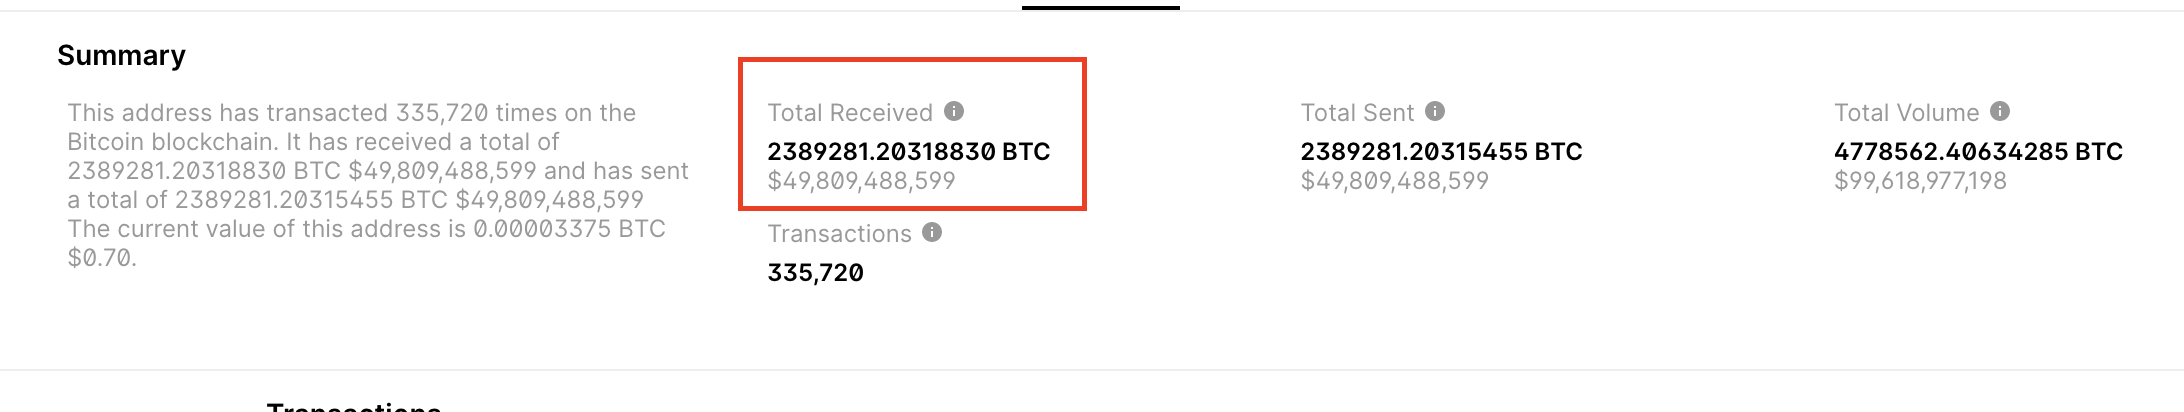 Summary
This address has transacted 335,720 times on the
Bitcoin blockchain. It has received a total of
2389281.20318830 BTC $49,809,488,599 and has sent
a total of 2389281.20315455 BTC $49,809,488,599
The current value of this address is 0.00003375 BTC
$0.70.
Total Received
2389281.20318830 BTC
$49,809,488,599
Transactions
335,720
Total Sent
2389281.20315455 BTC
$49,809,488,599
Total Volume
4778562.40634285 BTC
$99,618,977,198
Transactions